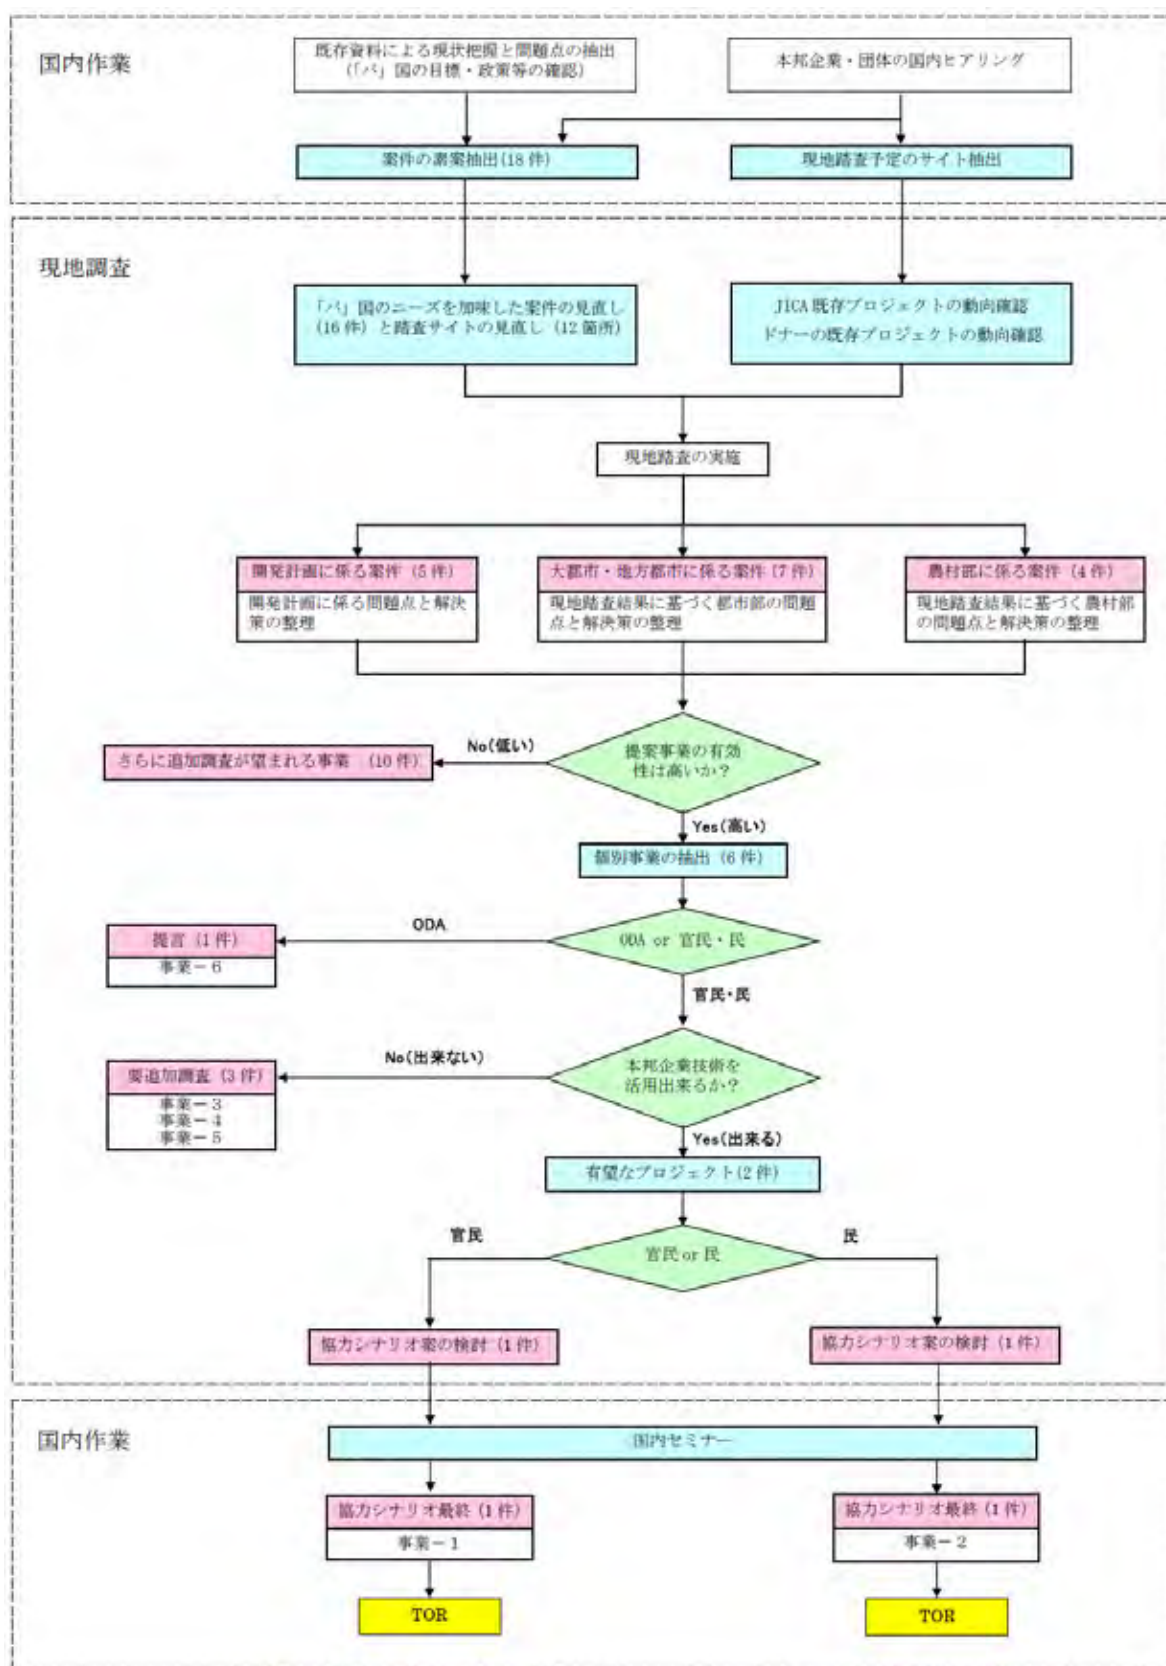 国内作業
既存資料による現状把握と問題点の抽出
(「パ」国の目標・政策等の確認)
本邦企業・団体の国内ヒアリング
案件の素案抽出(18 件)
現地踏査予定のサイト抽出
現地調査
「パ」国のニーズを加味した案件の見直し
(16 件) と踏査サイトの見直し (12 箇所)
JICA 既存プロジェクトの動向確認
ドナーの既存プロジェクトの動向確認
現地踏査の実施
開発計画に係る案件 (5 件)
開発計画に係る問題点と解決
策の整理
大都市・地方都市に係る案件 (7 件)
現地踏査結果に基づく都市部の問題
点と解決策の整理
農村部に係る案件 (4 件)
現地踏査結果に基づく農村部
の問題点と解決策の整理
提案事業の有効
性は高いか?
No(低い)
さらに追加調査が望まれる事業 (10 件)
Yes(高い)
個別事業の抽出 (6 件)
ODA or 官民・民
ODA
提言 (1 件)
事業－6
官民・民
本邦企業技術を
活用出来るか?
No(出来ない)
要追加調査 (3 件)
事業－3
事業－4
事業－5
Yes(出来る)
有望なプロジェクト(2 件)
官民 or 民
官民
民
協力シナリオ案の検討 (1 件)
協力シナリオ案の検討 (1 件)
国内作業
国内セミナー
協力シナリオ最終 (1 件)
事業－1
協力シナリオ最終 (1 件)
事業－2
TOR
TOR